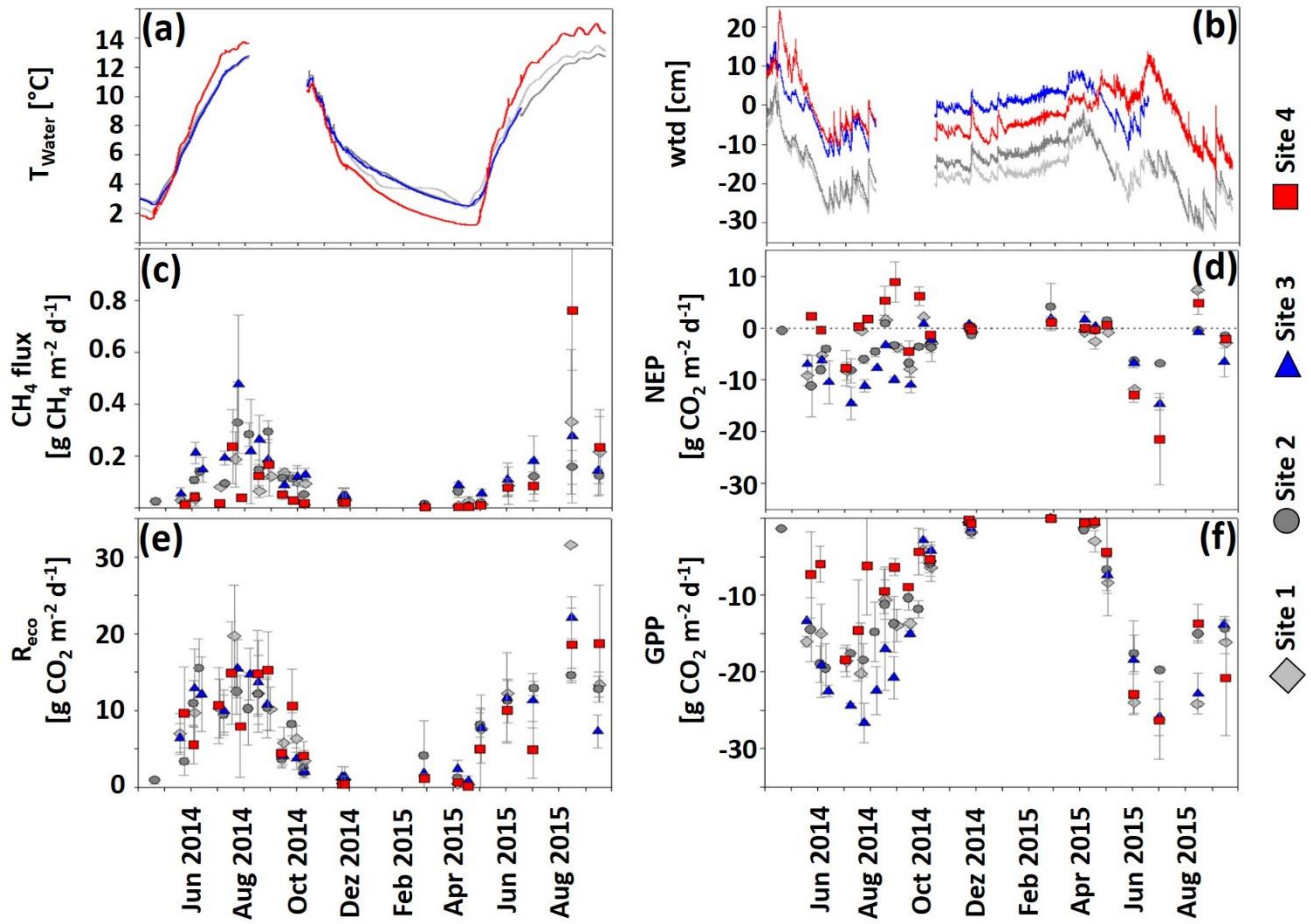 (a)
T_Water [°C]
14
12
10
8
6
4
2
(b)
wtd [cm]
20
10
0
-10
-20
-30
(c)
CH₄ flux
[g CH₄ m⁻² d⁻¹]
0.8
0.6
0.4
0.2
(d)
NEP
[g CO₂ m⁻² d⁻¹]
10
0
-10
-20
-30
(e)
R_eco
[g CO₂ m⁻² d⁻¹]
30
20
10
0
(f)
GPP
[g CO₂ m⁻² d⁻¹]
-10
-20
-30
Jun 2014
Aug 2014
Oct 2014
Dez 2014
Feb 2015
Apr 2015
Jun 2015
Aug 2015
Jun 2014
Aug 2014
Oct 2014
Dez 2014
Feb 2015
Apr 2015
Jun 2015
Aug 2015
Site 1
Site 2
Site 3
Site 4